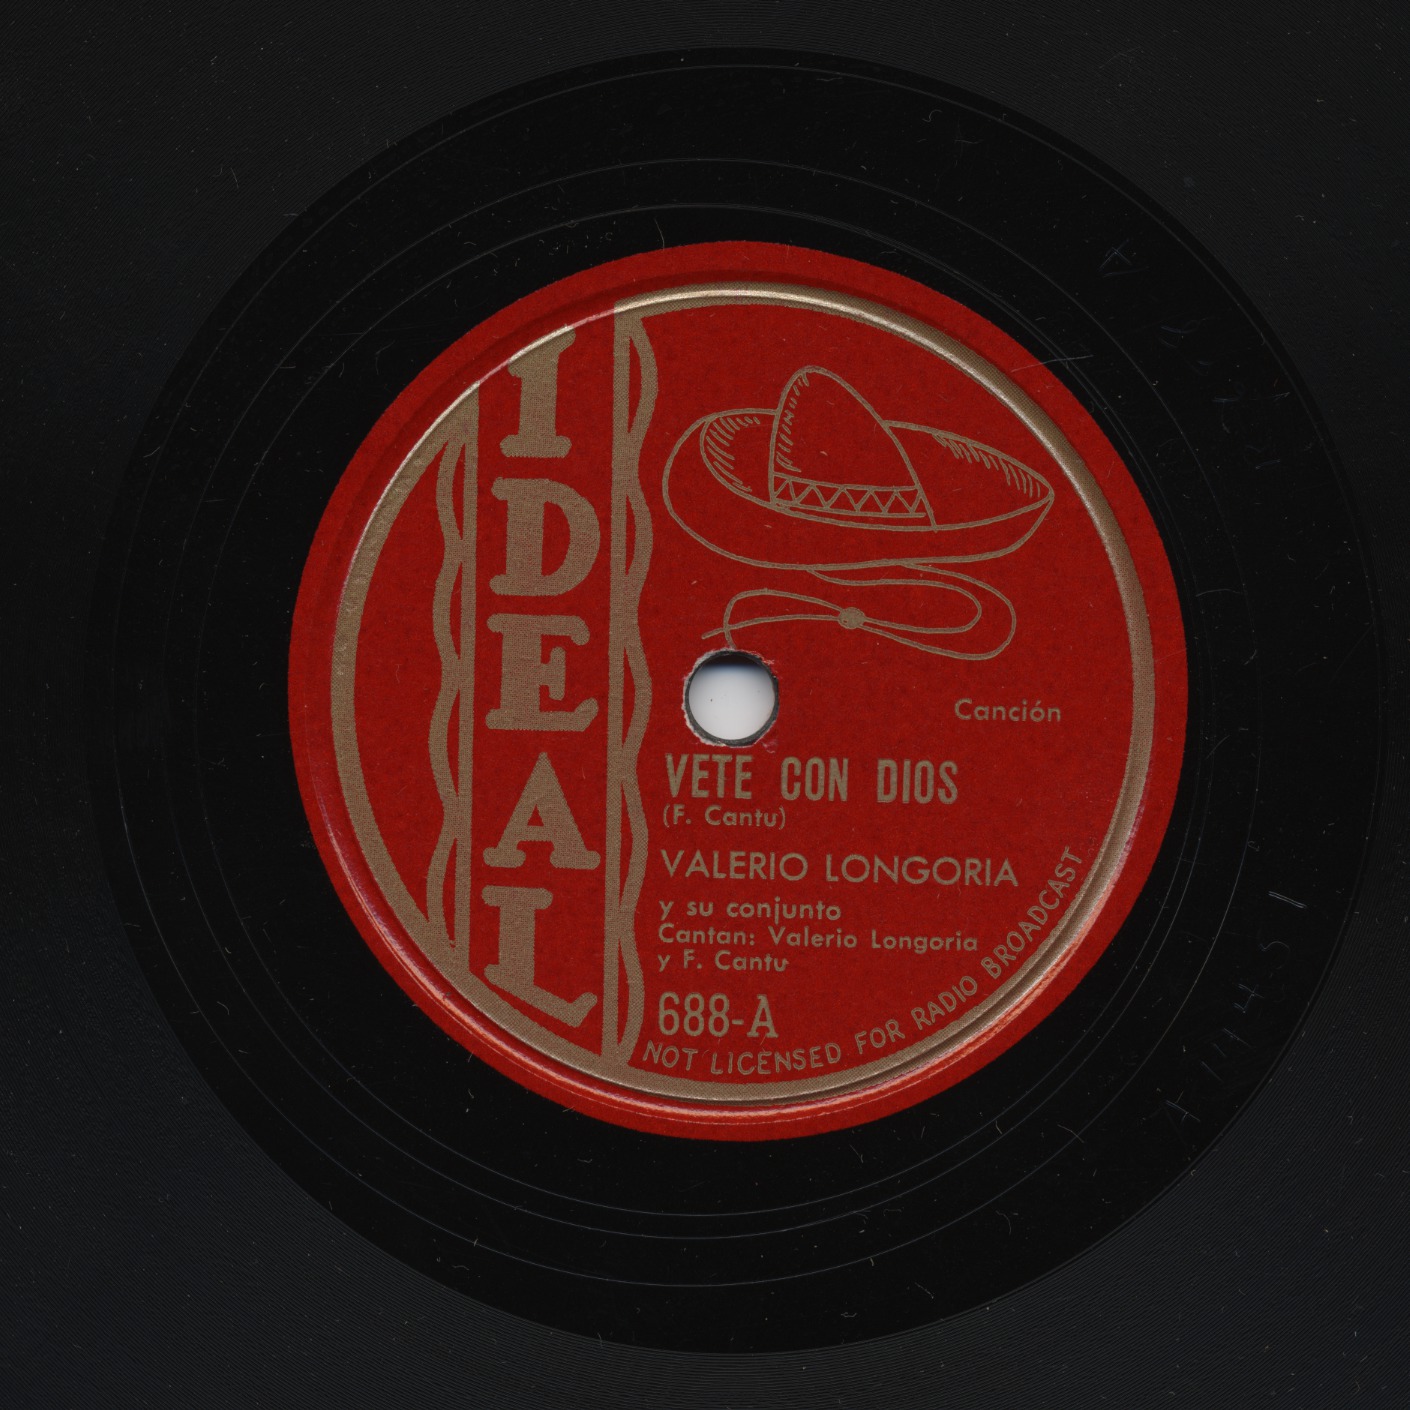 IDEAL
Canción
VETE CON DIOS
(F. Cantu)
VALERIO LONGORIA
y su conjunto
Cantan: Valerio Longoria
y F. Cantu
688-A
NOT LICENSED FOR RADIO BROADCAST